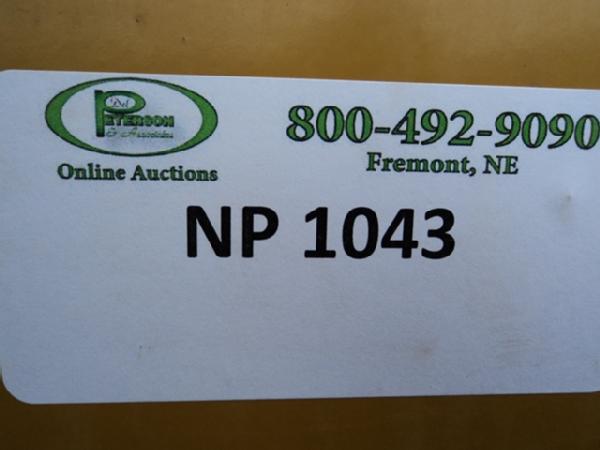 Del
PETERSON
& Associates
Online Auctions
800-492-9090
Fremont, NE
NP 1043